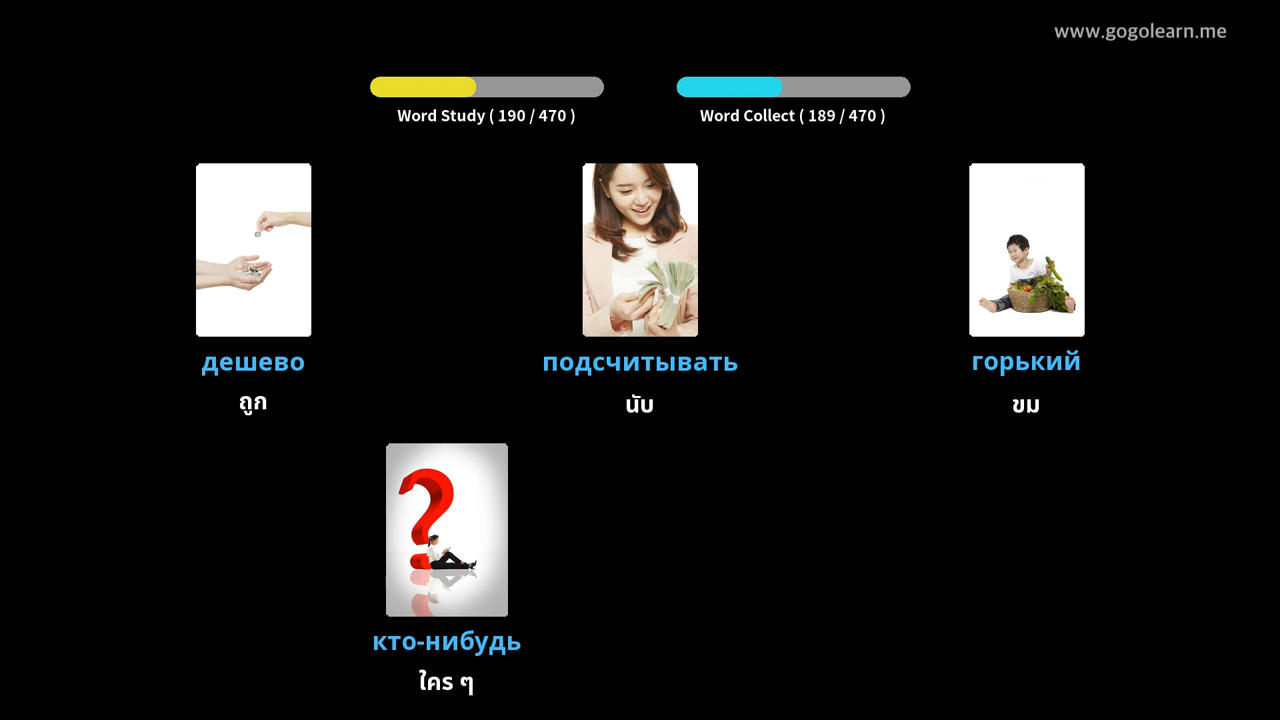 www.gogolearn.me
Word Study ( 190 / 470 )
Word Collect ( 189 / 470 )
дешево
ถูก
подсчитывать
นับ
горький
ขม
кто-нибудь
ใคร ๆ